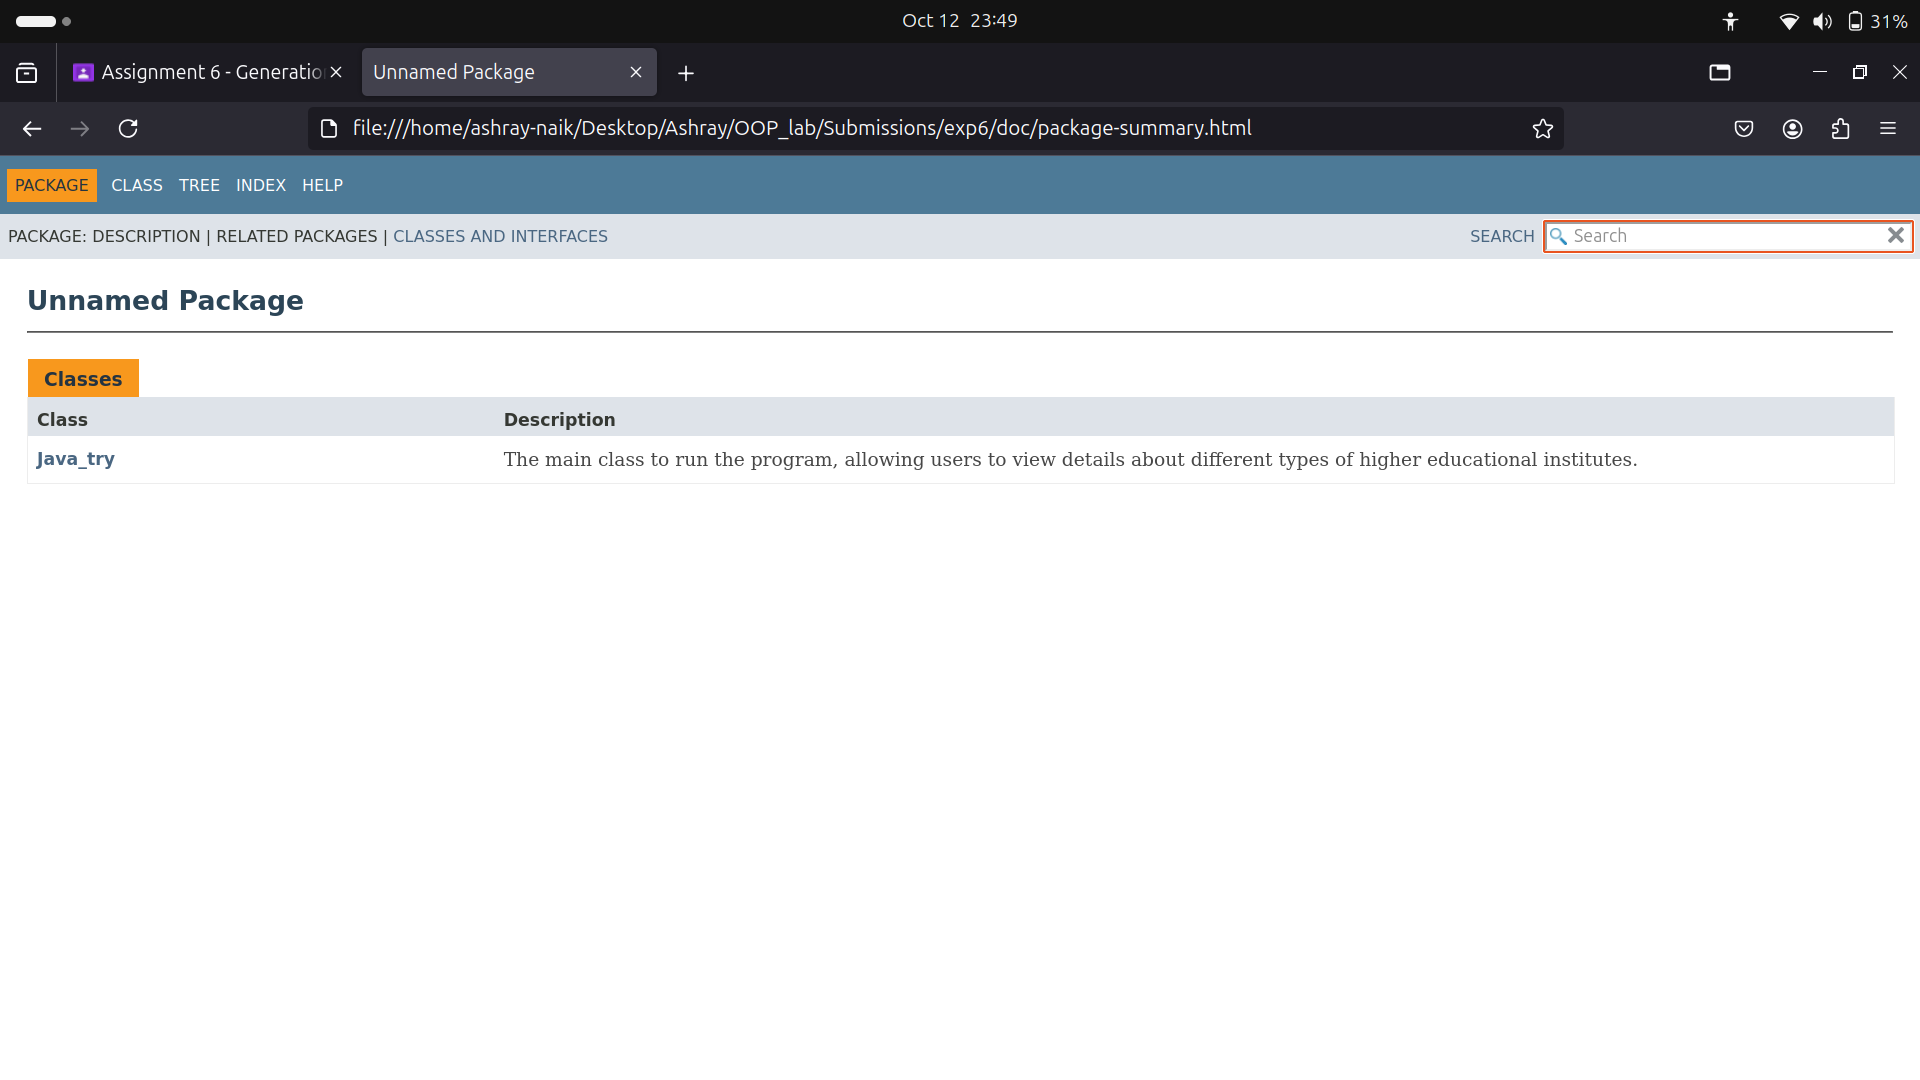 Oct 12 23:49
31%
Assignment 6 - Generatio
Unnamed Package
file:///home/ashray-naik/Desktop/Ashray/OOP_lab/Submissions/exp6/doc/package-summary.html
PACKAGE CLASS TREE INDEX HELP
PACKAGE: DESCRIPTION | RELATED PACKAGES | CLASSES AND INTERFACES
SEARCH Search
Unnamed Package
Classes
Class Description
Java_try The main class to run the program, allowing users to view details about different types of higher educational institutes.